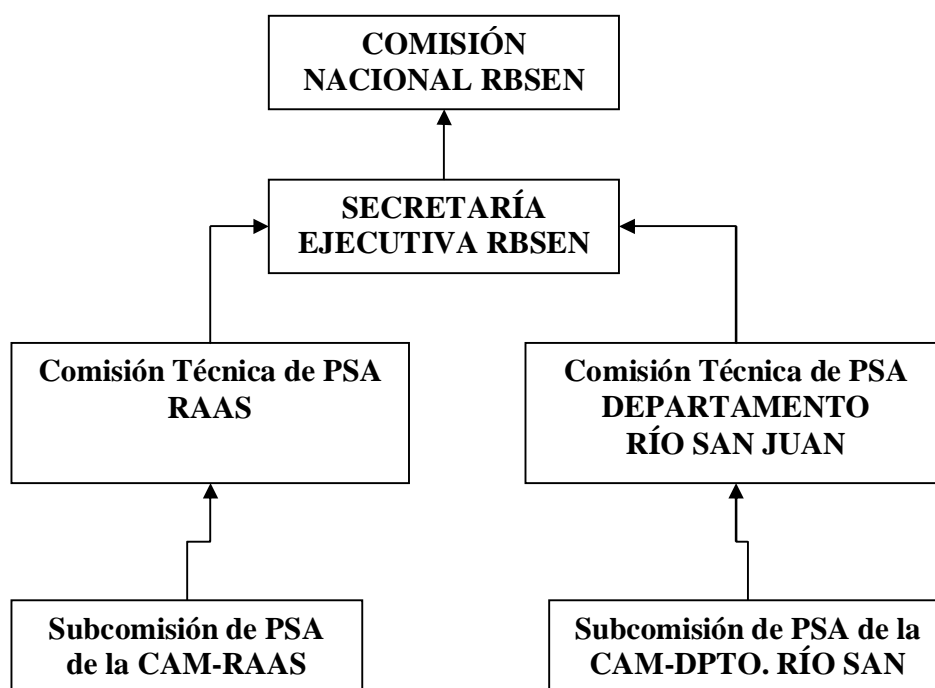 COMISIÓN
NACIONAL RBSEN
SECRETARÍA
EJECUTIVA RBSEN
Comisión Técnica de PSA
RAAS
Comisión Técnica de PSA
DEPARTAMENTO
RÍO SAN JUAN
Subcomisión de PSA
de la CAM-RAAS
Subcomisión de PSA de la
CAM-DPTO. RÍO SAN